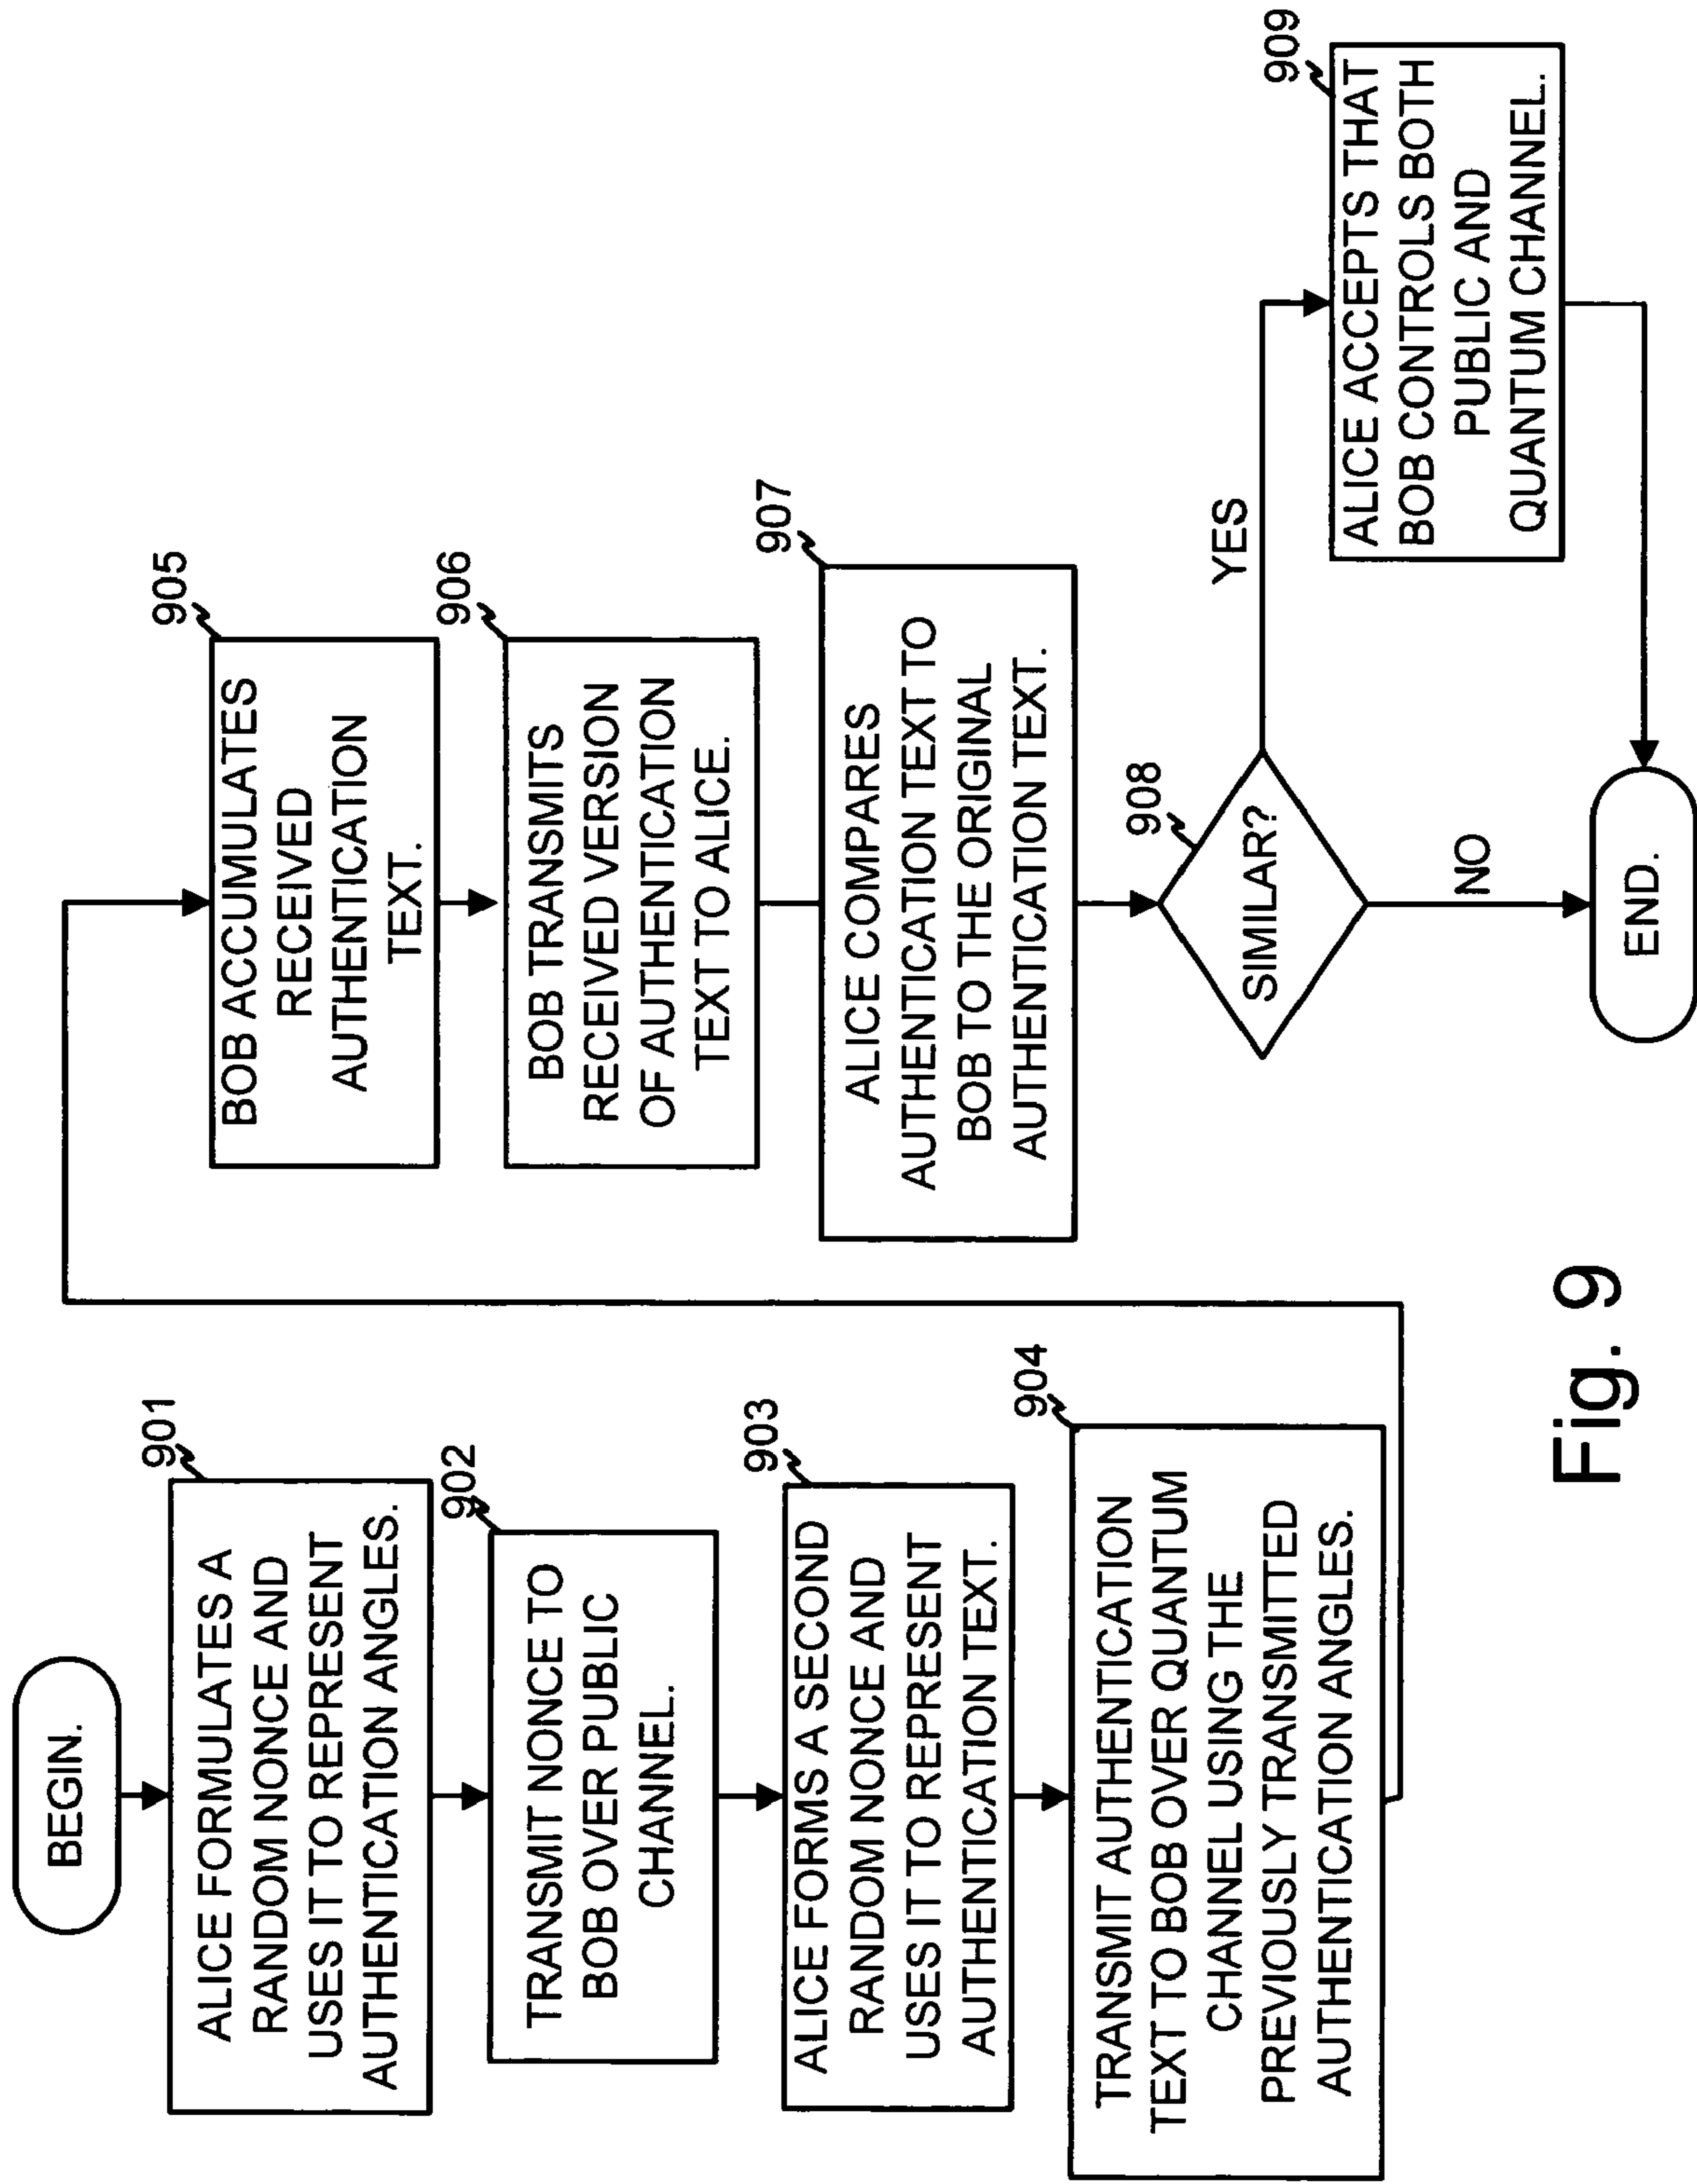 BEGIN.
901
ALICE FORMULATES A
RANDOM NONCE AND
USES IT TO REPRESENT
AUTHENTICATION ANGLES.
902
TRANSMIT NONCE TO
BOB OVER PUBLIC
CHANNEL.
903
ALICE FORMS A SECOND
RANDOM NONCE AND
USES IT TO REPRESENT
AUTHENTICATION TEXT.
904
TRANSMIT AUTHENTICATION
TEXT TO BOB OVER QUANTUM
CHANNEL USING THE
PREVIOUSLY TRANSMITTED
AUTHENTICATION ANGLES.
905
BOB ACCUMULATES
RECEIVED
AUTHENTICATION
TEXT.
906
BOB TRANSMITS
RECEIVED VERSION
OF AUTHENTICATION
TEXT TO ALICE.
907
ALICE COMPARES
AUTHENTICATION TEXT TO
BOB TO THE ORIGINAL
AUTHENTICATION TEXT.
908
SIMILAR?
YES
NO
909
ALICE ACCEPTS THAT
BOB CONTROLS BOTH
PUBLIC AND
QUANTUM CHANNEL.
END.
Fig. 9